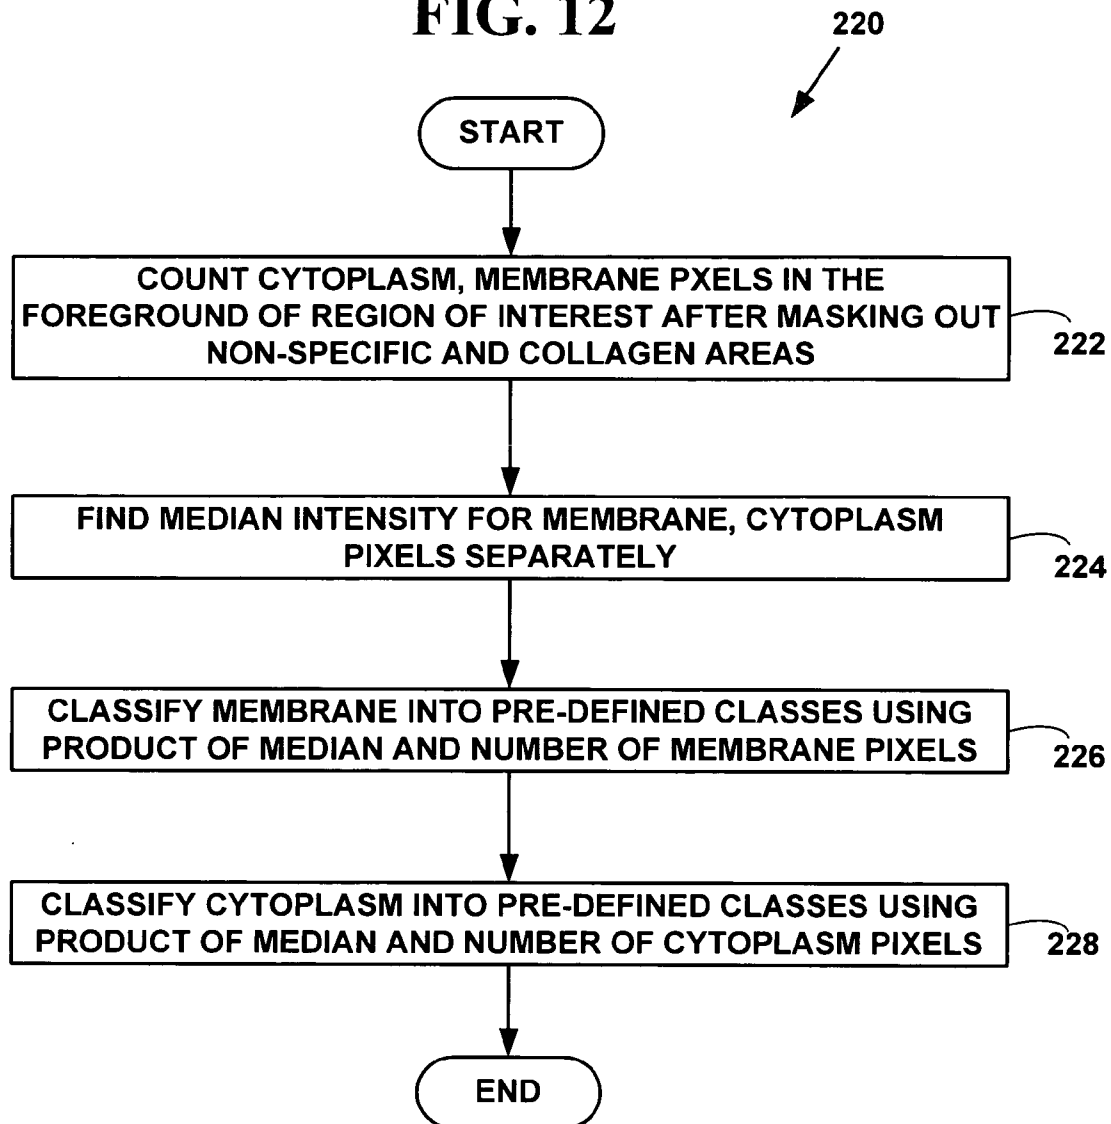 FIG. 12
220
START
COUNT CYTOPLASM, MEMBRANE PXELS IN THE
FOREGROUND OF REGION OF INTEREST AFTER MASKING OUT
NON-SPECIFIC AND COLLAGEN AREAS
222
FIND MEDIAN INTENSITY FOR MEMBRANE, CYTOPLASM
PIXELS SEPARATELY
224
CLASSIFY MEMBRANE INTO PRE-DEFINED CLASSES USING
PRODUCT OF MEDIAN AND NUMBER OF MEMBRANE PIXELS
226
CLASSIFY CYTOPLASM INTO PRE-DEFINED CLASSES USING
PRODUCT OF MEDIAN AND NUMBER OF CYTOPLASM PIXELS
228
END